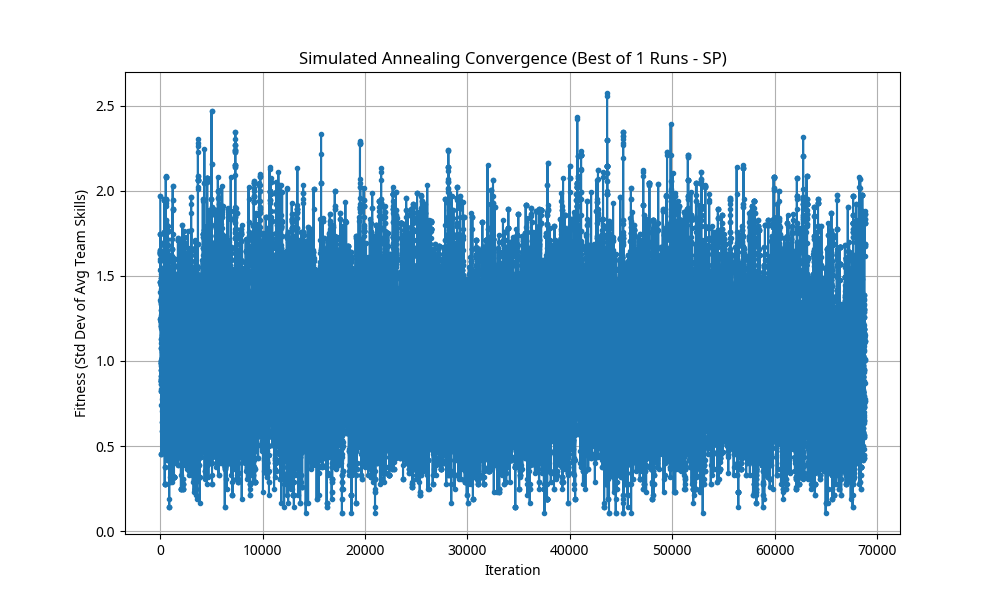 Simulated Annealing Convergence (Best of 1 Runs - SP)
Fitness (Std Dev of Avg Team Skills)
2.5
2.0
1.5
1.0
0.5
0.0
0 10000 20000 30000 40000 50000 60000 70000
Iteration